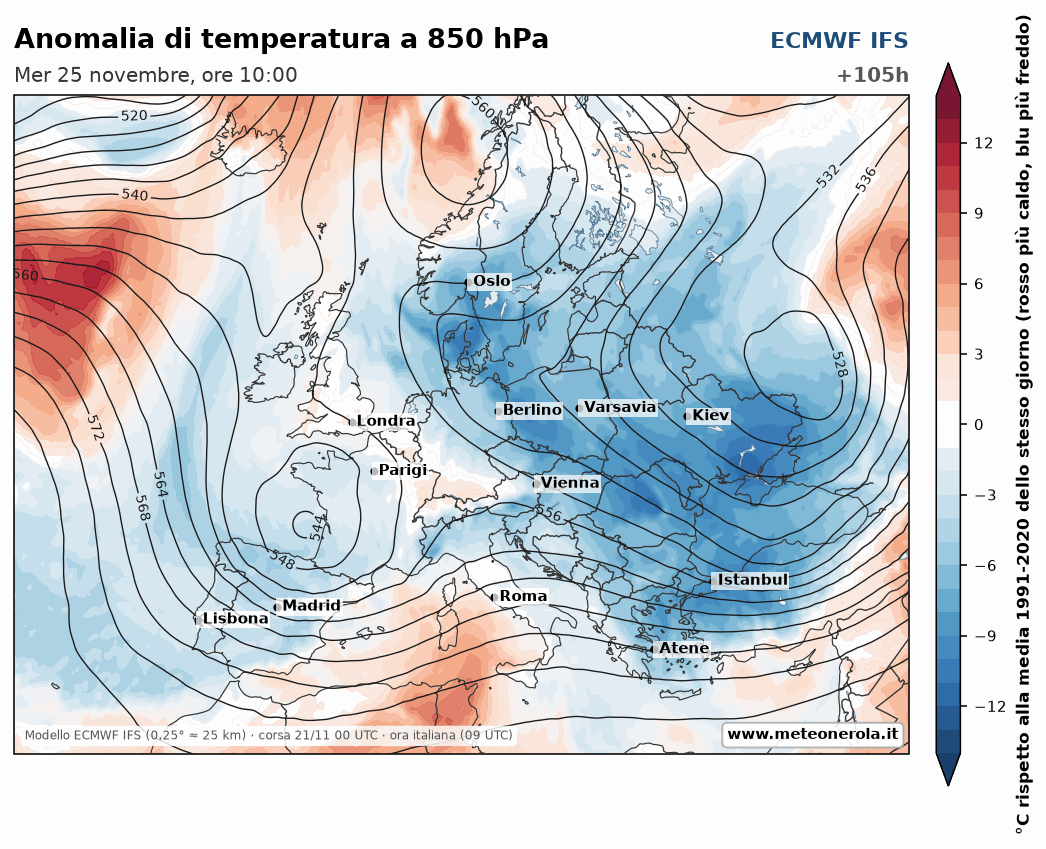 Anomalia di temperatura a 850 hPa
ECMWF IFS
Mer 25 novembre, ore 10:00
+105h
520
560
540
532
536
560
Oslo
528
572
Berlino
Varsavia
Kiev
Londra
Parigi
564
568
Vienna
556
544
548
Istanbul
Madrid
Roma
Lisbona
Atene
Modello ECMWF IFS (0,25° ≈ 25 km) · corsa 21/11 00 UTC · ora italiana (09 UTC)
www.meteonerola.it
12
9
6
3
0
−3
−6
−9
−12
°C rispetto alla media 1991-2020 dello stesso giorno (rosso più caldo, blu più freddo)